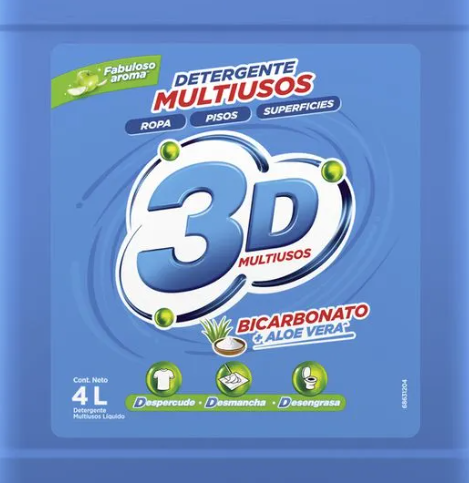 Fabuloso
aroma
DETERGENTE
MULTIUSOS
ROPA PISOS SUPERFICIES
3D
MULTIUSOS
BICARBONATO
+ ALOE VERA
Despercude • Desmancha • Desengrasa
Cont. Neto
4 L
Detergente
Multiusos Líquido
68631204